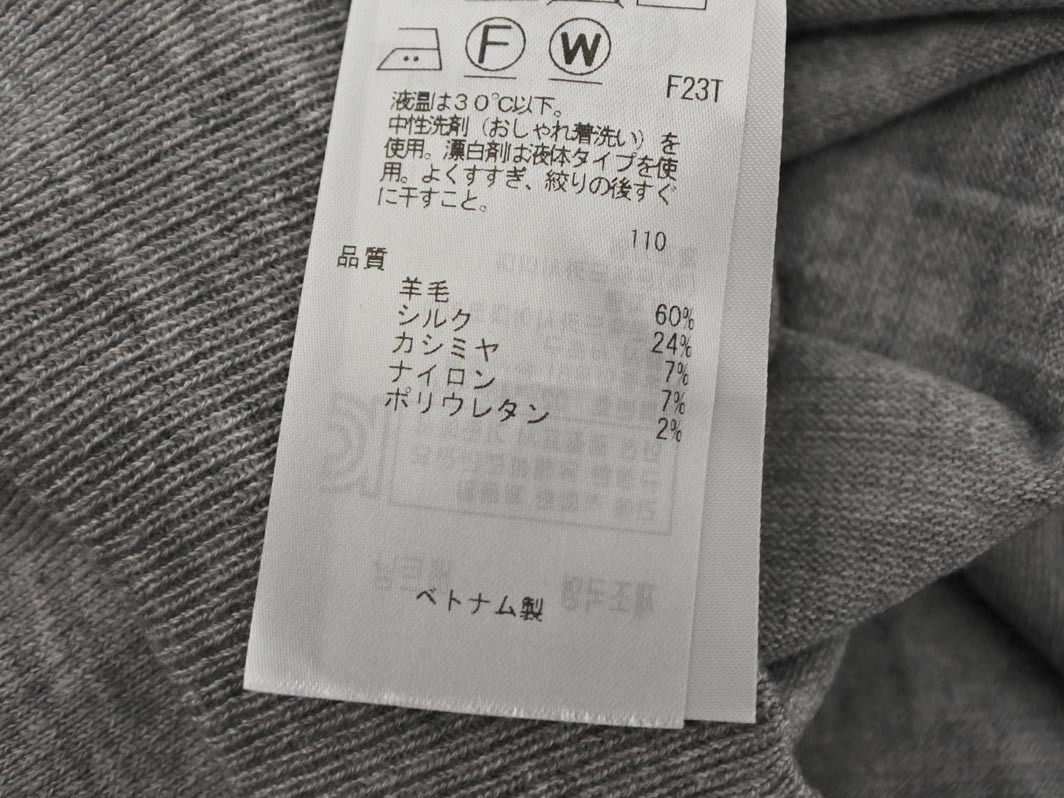 F
W
F23T
液温は30℃以下。
中性洗剤（おしゃれ着洗い）を
使用。漂白剤は液体タイプを使
用。よくすすぎ、絞りの後すぐ
に干すこと。
110
品質
羊毛 60%
シルク 24%
カシミヤ 7%
ナイロン 7%
ポリウレタン 2%
ベトナム製